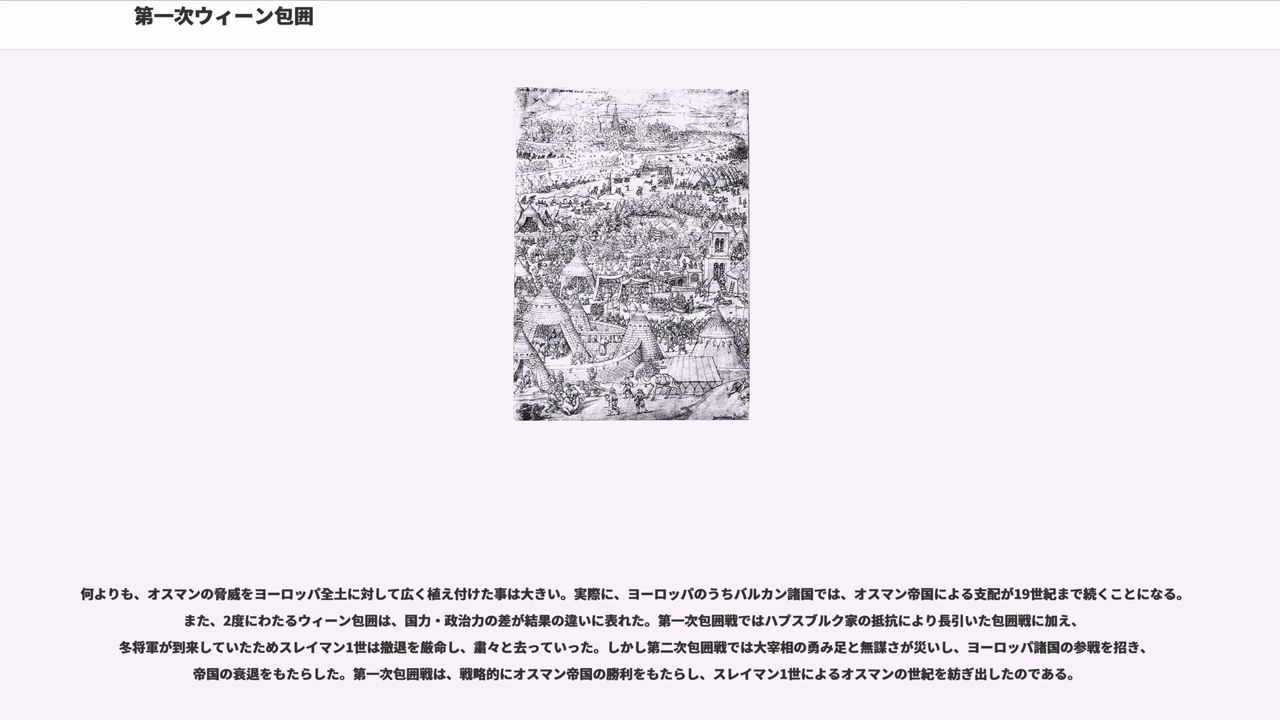 第一次ウィーン包囲
何よりも、オスマンの脅威をヨーロッパ全土に対して広く植え付けた事は大きい。実際に、ヨーロッパのうちバルカン諸国では、オスマン帝国による支配が19世紀まで続くことになる。
また、2度にわたるウィーン包囲は、国力・政治力の差が結果の違いに表れた。第一次包囲戦ではハプスブルク家の抵抗により長引いた包囲戦に加え、
冬将軍が到来していたためスレイマン1世は撤退を厳命し、粛々と去っていった。しかし第二次包囲戦では大宰相の勇み足と無謀さが災いし、ヨーロッパ諸国の参戦を招き、
帝国の衰退をもたらした。第一次包囲戦は、戦略的にオスマン帝国の勝利をもたらし、スレイマン1世によるオスマンの世紀を紡ぎ出したのである。